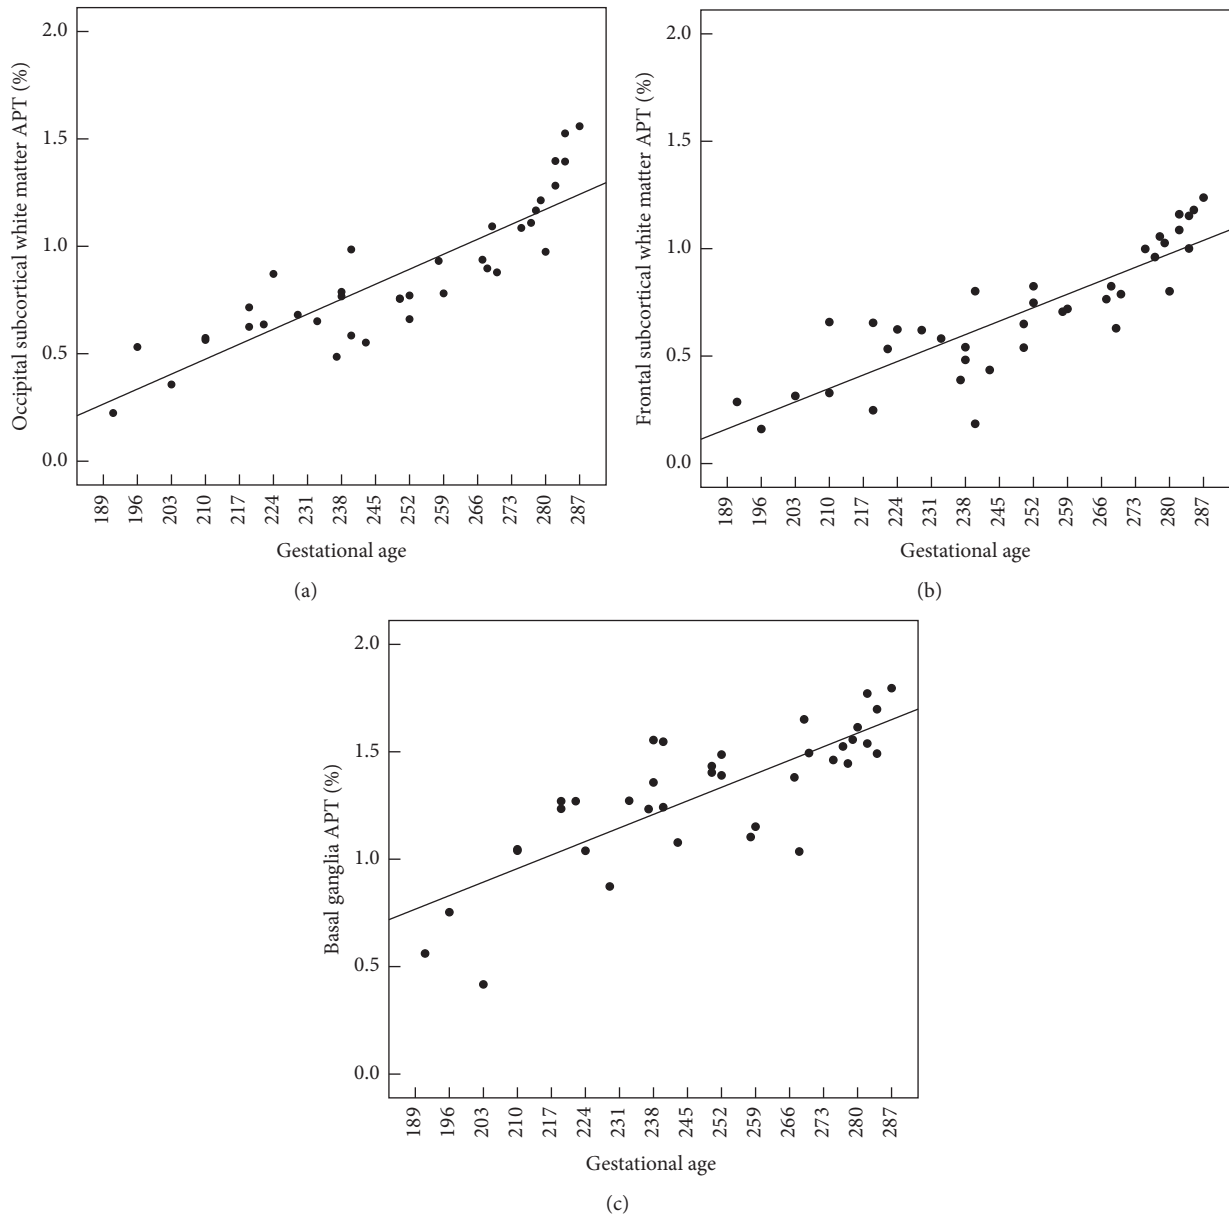 Occipital subcortical white matter APT (%)
2.0
1.5
1.0
0.5
0.0
189 196 203 210 217 224 231 238 245 252 259 266 273 280 287
Gestational age
(a)
Frontal subcortical white matter APT (%)
2.0
1.5
1.0
0.5
0.0
189 196 203 210 217 224 231 238 245 252 259 266 273 280 287
Gestational age
(b)
Basal ganglia APT (%)
2.0
1.5
1.0
0.5
0.0
189 196 203 210 217 224 231 238 245 252 259 266 273 280 287
Gestational age
(c)